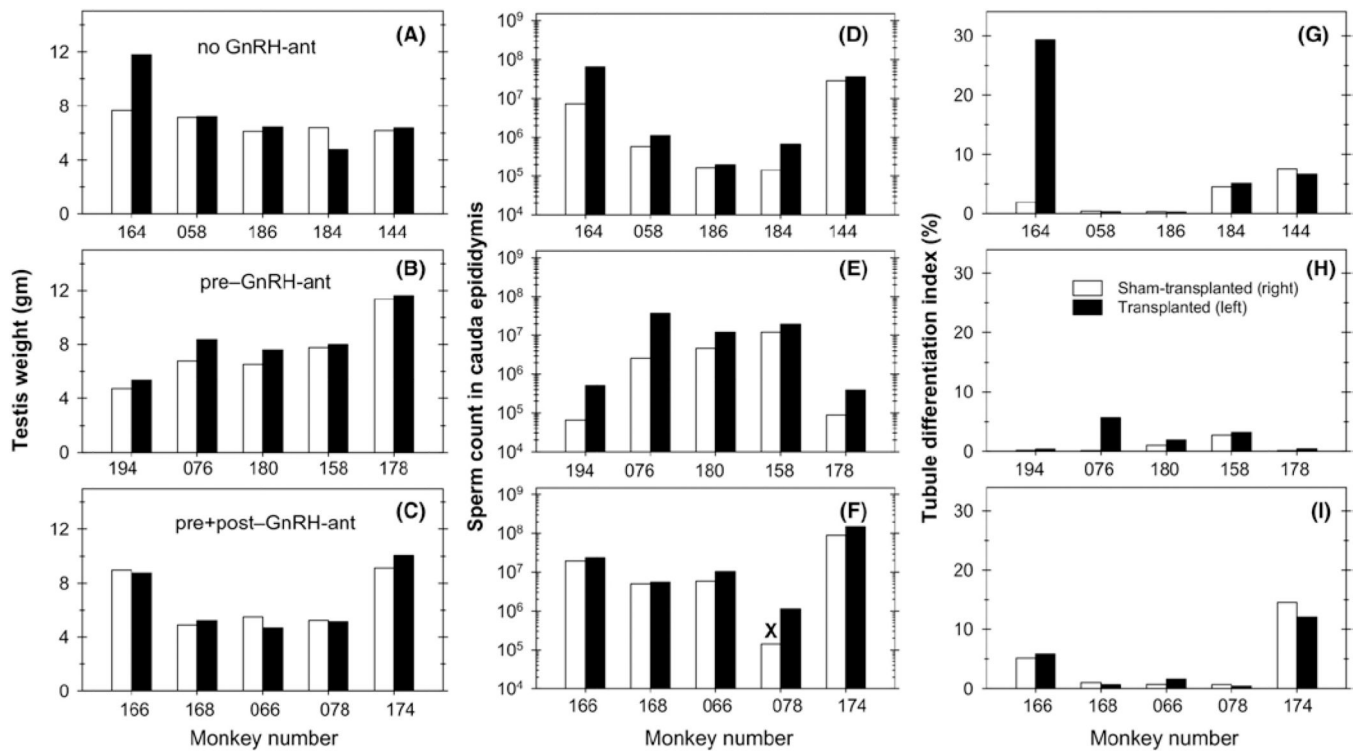 Testis weight (gm)
(A)
no GnRH-ant
12
8
4
0
164 058 186 184 144
(B)
pre–GnRH-ant
16
12
8
4
0
194 076 180 158 178
(C)
pre+post–GnRH-ant
12
8
4
0
166 168 066 078 174
Monkey number
Sperm count in cauda epididymis
(D)
10⁹
10⁸
10⁷
10⁶
10⁵
10⁴
164 058 186 184 144
(E)
10⁹
10⁸
10⁷
10⁶
10⁵
10⁴
194 076 180 158 178
(F)
10⁹
10⁸
10⁷
10⁶
10⁵
10⁴
X
166 168 066 078 174
Monkey number
Tubule differentiation index (%)
(G)
30
20
10
0
164 058 186 184 144
(H)
30
20
10
0
Sham-transplanted (right)
Transplanted (left)
194 076 180 158 178
(I)
30
20
10
0
166 168 066 078 174
Monkey number